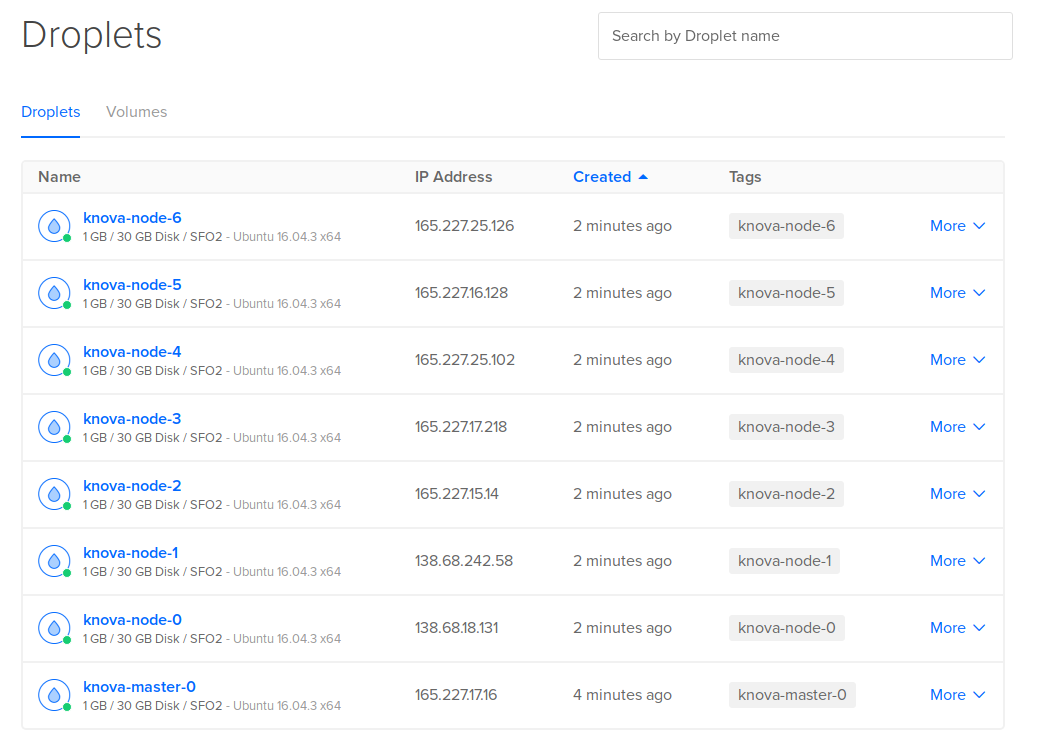 Droplets
Search by Droplet name
Droplets Volumes
Name IP Address Created Tags
knova-node-6
1 GB / 30 GB Disk / SFO2 - Ubuntu 16.04.3 x64
165.227.25.126 2 minutes ago knova-node-6 More
knova-node-5
1 GB / 30 GB Disk / SFO2 - Ubuntu 16.04.3 x64
165.227.16.128 2 minutes ago knova-node-5 More
knova-node-4
1 GB / 30 GB Disk / SFO2 - Ubuntu 16.04.3 x64
165.227.25.102 2 minutes ago knova-node-4 More
knova-node-3
1 GB / 30 GB Disk / SFO2 - Ubuntu 16.04.3 x64
165.227.17.218 2 minutes ago knova-node-3 More
knova-node-2
1 GB / 30 GB Disk / SFO2 - Ubuntu 16.04.3 x64
165.227.15.14 2 minutes ago knova-node-2 More
knova-node-1
1 GB / 30 GB Disk / SFO2 - Ubuntu 16.04.3 x64
138.68.242.58 2 minutes ago knova-node-1 More
knova-node-0
1 GB / 30 GB Disk / SFO2 - Ubuntu 16.04.3 x64
138.68.18.131 2 minutes ago knova-node-0 More
knova-master-0
1 GB / 30 GB Disk / SFO2 - Ubuntu 16.04.3 x64
165.227.17.16 4 minutes ago knova-master-0 More